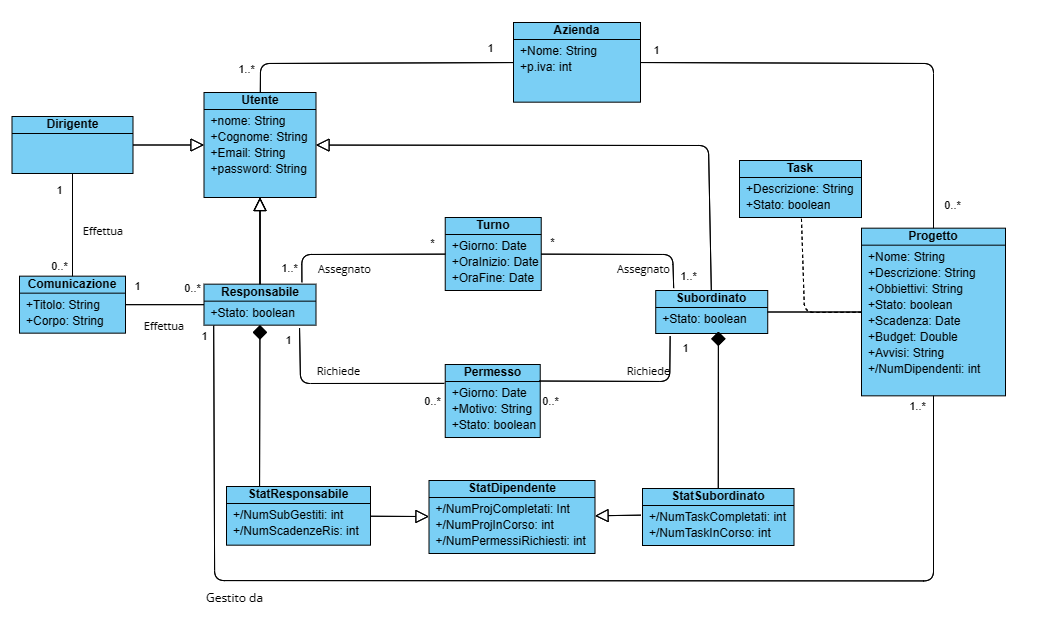 Azienda
+Nome: String
+p.iva: int
1
1
1..*
Utente
+nome: String
+Cognome: String
+Email: String
+password: String
Dirigente
1
Effettua
0..*
Task
+Descrizione: String
+Stato: boolean
0..*
Progetto
+Nome: String
+Descrizione: String
+Obbiettivi: String
+Stato: boolean
+Scadenza: Date
+Budget: Double
+Avvisi: String
+/NumDipendenti: int
1..*
Turno
+Giorno: Date
+OraInizio: Date
+OraFine: Date
*
*
1..*
Assegnato
Assegnato
1..*
Comunicazione
+Titolo: String
+Corpo: String
1
0..*
Effettua
Responsabile
+Stato: boolean
Subordinato
+Stato: boolean
1
1
1
Richiede
Richiede
0..*
0..*
Permesso
+Giorno: Date
+Motivo: String
+Stato: boolean
StatResponsabile
+/NumSubGestiti: int
+/NumScadenzeRis: int
StatDipendente
+/NumProjCompletati: Int
+/NumProjInCorso: int
+/NumPermessiRichiesti: int
StatSubordinato
+/NumTaskCompletati: int
+/NumTaskInCorso: int
Gestito da